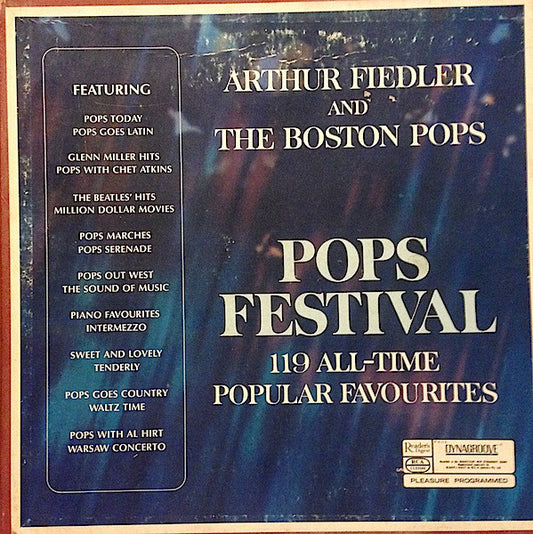 FEATURING
POPS TODAY
POPS GOES LATIN
GLENN MILLER HITS
POPS WITH CHET ATKINS
THE BEATLES' HITS
MILLION DOLLAR MOVIES
POPS MARCHES
POPS SERENADE
POPS OUT WEST
THE SOUND OF MUSIC
PIANO FAVOURITES
INTERMEZZO
SWEET AND LOVELY
TENDERLY
POPS GOES COUNTRY
WALTZ TIME
POPS WITH AL HIRT
WARSAW CONCERTO
ARTHUR FIEDLER
AND
THE BOSTON POPS
POPS
FESTIVAL
119 ALL-TIME
POPULAR FAVOURITES
Reader's
Digest
RCA
DYNAGROOVE
PLEASURE PROGRAMMED